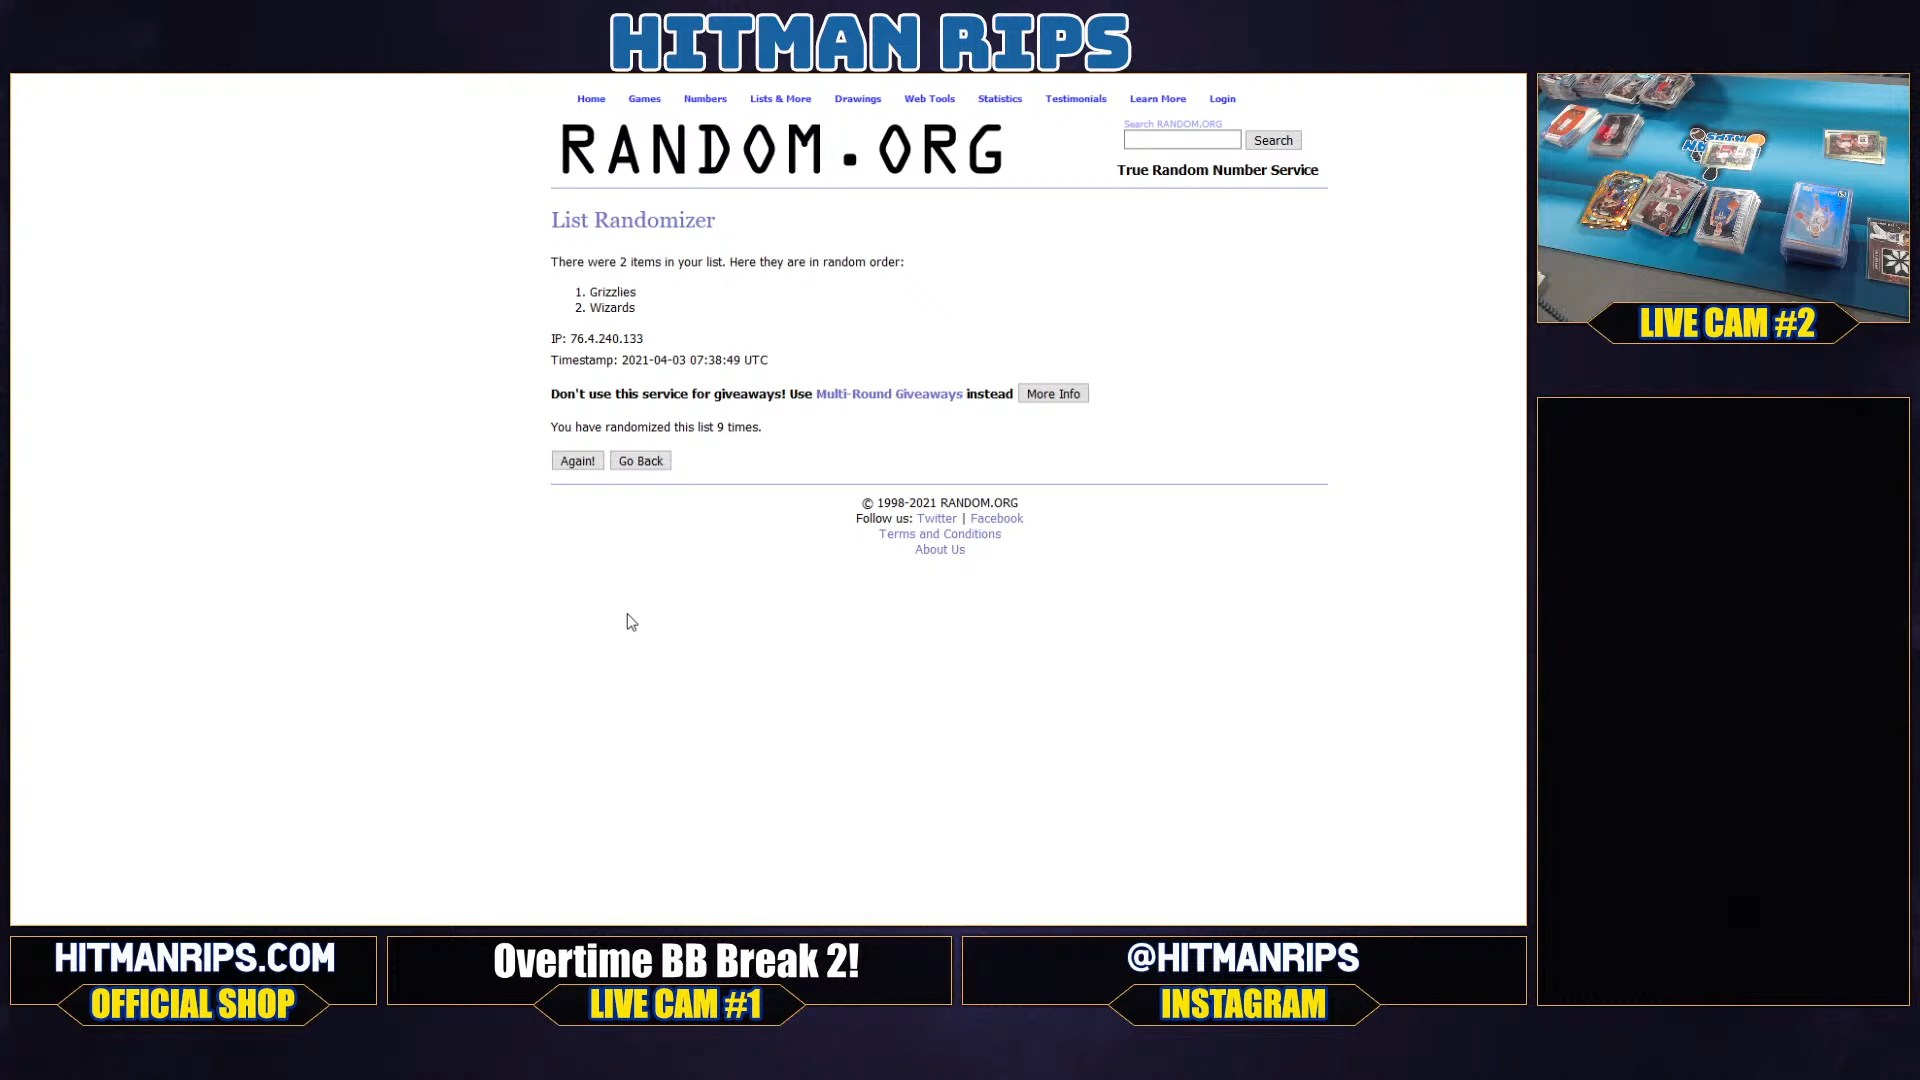 HITMAN RIPS
Home Games Numbers Lists & More Drawings Web Tools Statistics Testimonials Learn More Login
RANDOM.ORG
Search RANDOM.ORG
Search
True Random Number Service
List Randomizer
There were 2 items in your list. Here they are in random order:
1. Grizzlies
2. Wizards
IP: 76.4.240.133
Timestamp: 2021-04-03 07:38:49 UTC
Don't use this service for giveaways! Use Multi-Round Giveaways instead More Info
You have randomized this list 9 times.
Again! Go Back
© 1998-2021 RANDOM.ORG
Follow us: Twitter | Facebook
Terms and Conditions
About Us
LIVE CAM #2
HITMANRIPS.COM
OFFICIAL SHOP
Overtime BB Break 2!
LIVE CAM #1
@HITMANRIPS
INSTAGRAM